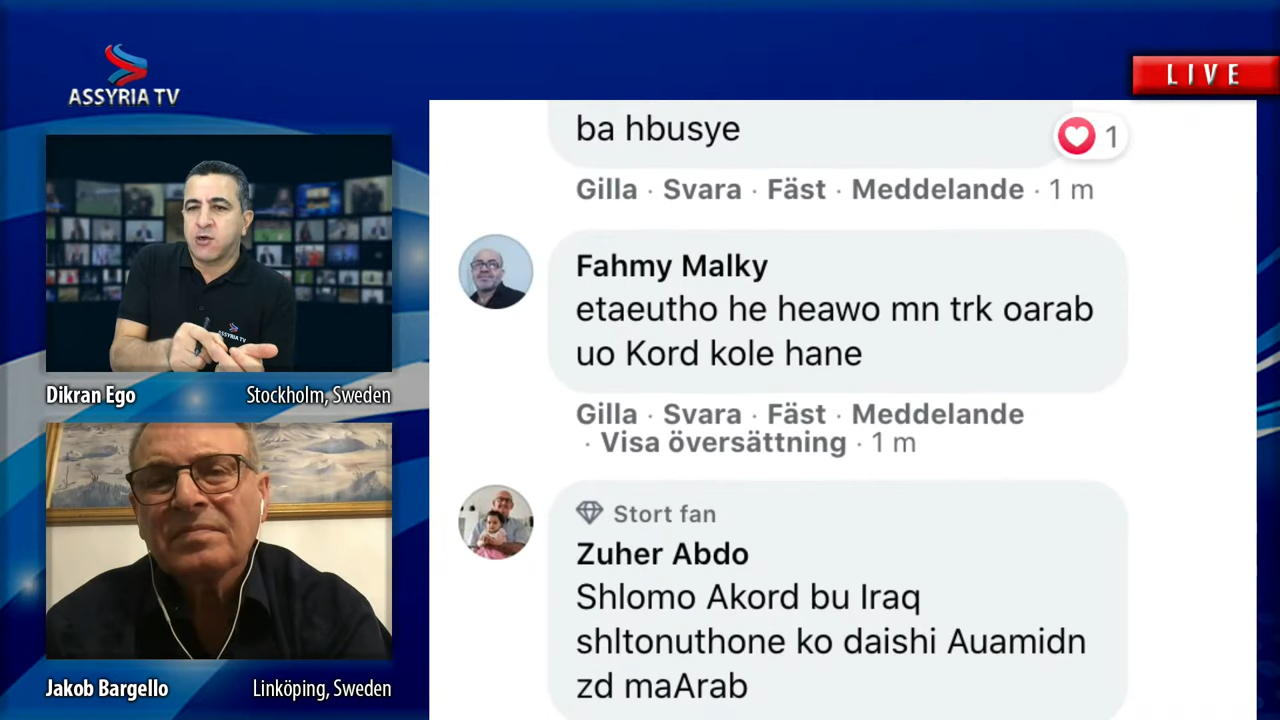 ASSYRIA TV
LIVE
Dikran Ego
Stockholm, Sweden
Jakob Bargello
Linköping, Sweden
ba hbusye
1
Gilla · Svara · Fäst · Meddelande · 1 m
Fahmy Malky
etaeutho he heawo mn trk oarab
uo Kord kole hane
Gilla · Svara · Fäst · Meddelande
· Visa översättning · 1 m
Stort fan
Zuher Abdo
Shlomo Akord bu Iraq
shltonuthone ko daishi Auamidn
zd maArab
ASSYRIA TV